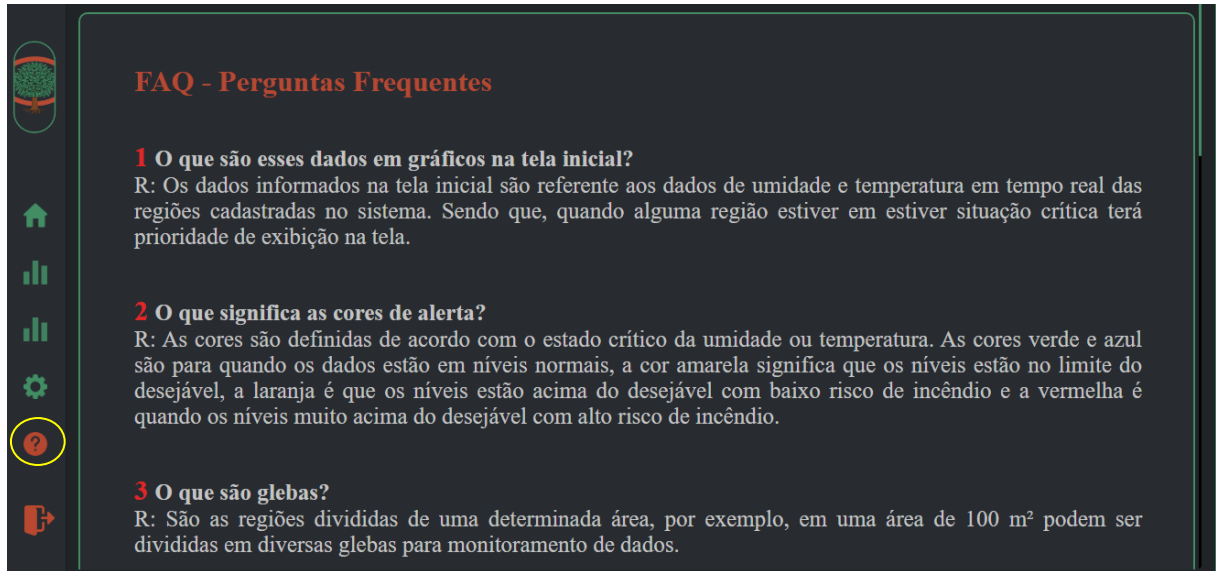 FAQ - Perguntas Frequentes
1 O que são esses dados em gráficos na tela inicial?
R: Os dados informados na tela inicial são referente aos dados de umidade e temperatura em tempo real das
regiões cadastradas no sistema. Sendo que, quando alguma região estiver em estiver situação crítica terá
prioridade de exibição na tela.
2 O que significa as cores de alerta?
R: As cores são definidas de acordo com o estado crítico da umidade ou temperatura. As cores verde e azul
são para quando os dados estão em níveis normais, a cor amarela significa que os níveis estão no limite do
desejável, a laranja é que os níveis estão acima do desejável com baixo risco de incêndio e a vermelha é
quando os níveis muito acima do desejável com alto risco de incêndio.
3 O que são glebas?
R: São as regiões divididas de uma determinada área, por exemplo, em uma área de 100 m² podem ser
divididas em diversas glebas para monitoramento de dados.